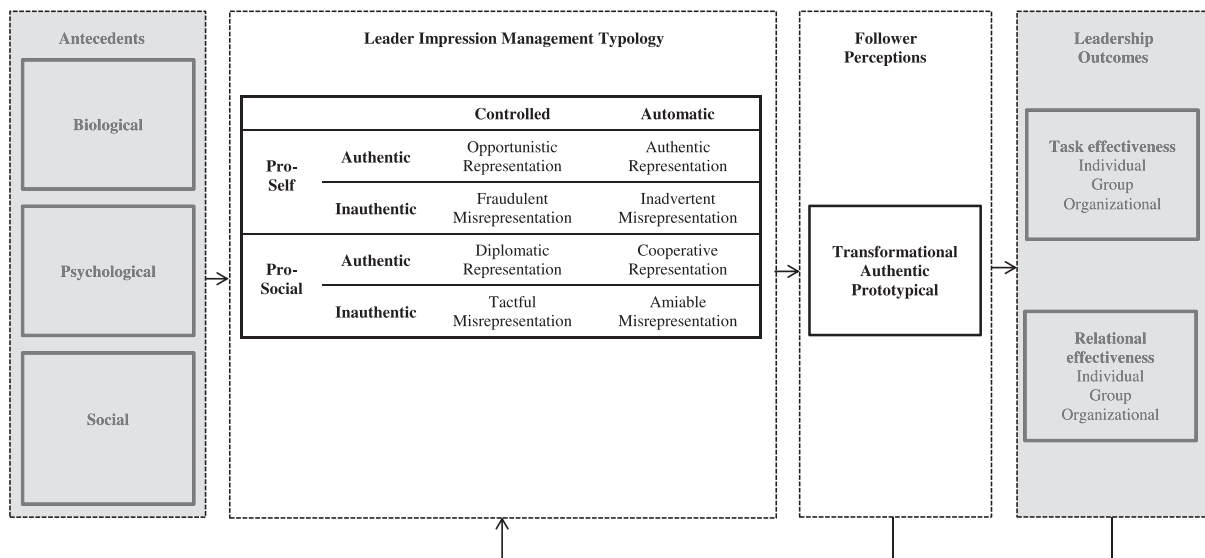 Antecedents
Biological
Psychological
Social
Leader Impression Management Typology
Controlled Automatic
Pro-
Self
Authentic
Opportunistic
Representation
Authentic
Representation
Inauthentic
Fraudulent
Misrepresentation
Inadvertent
Misrepresentation
Pro-
Social
Authentic
Diplomatic
Representation
Cooperative
Representation
Inauthentic
Tactful
Misrepresentation
Amiable
Misrepresentation
Follower
Perceptions
Transformational
Authentic
Prototypical
Leadership
Outcomes
Task effectiveness
Individual
Group
Organizational
Relational
effectiveness
Individual
Group
Organizational